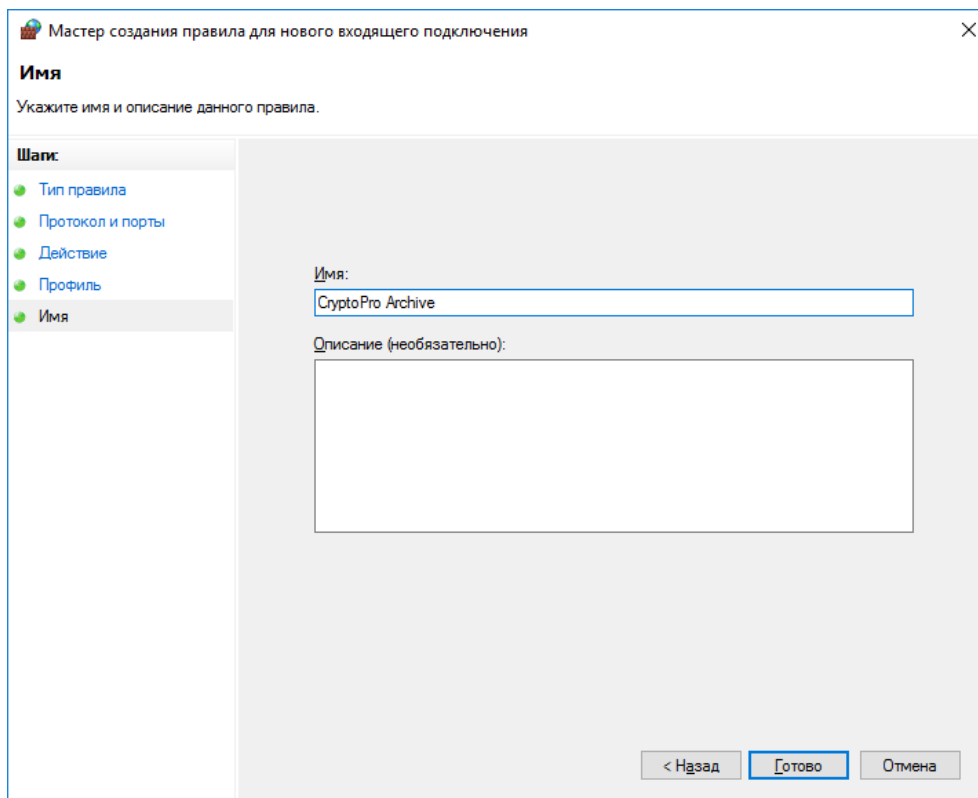 Мастер создания правила для нового входящего подключения
Имя
Укажите имя и описание данного правила.
Шаги:
Тип правила
Протокол и порты
Действие
Профиль
Имя
Имя:
CryptoPro Archive
Описание (необязательно):
< Назад
Готово
Отмена